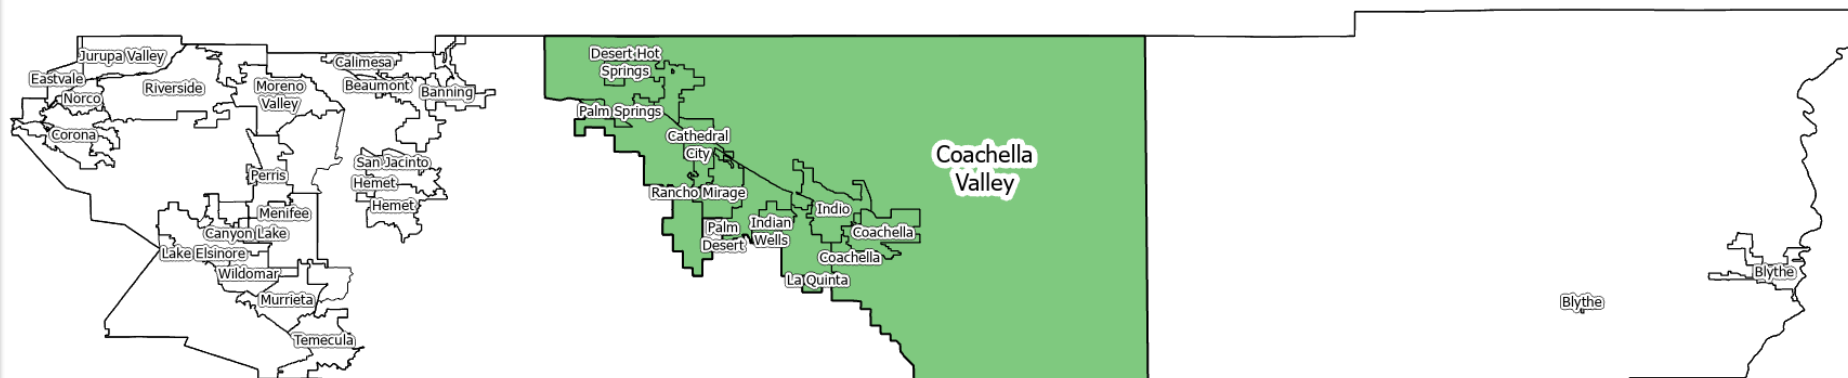 Jurupa Valley
Eastvale
Norco
Riverside
Corona
Moreno
Valley
Calimesa
Beaumont
Banning
San Jacinto
Hemet
Hemet
Perris
Menifee
Canyon Lake
Lake Elsinore
Wildomar
Murrieta
Temecula
Desert Hot
Springs
Palm Springs
Cathedral
City
Rancho Mirage
Palm
Desert
Indian
Wells
Indio
Coachella
Coachella
La Quinta
Coachella
Valley
Blythe
Blythe